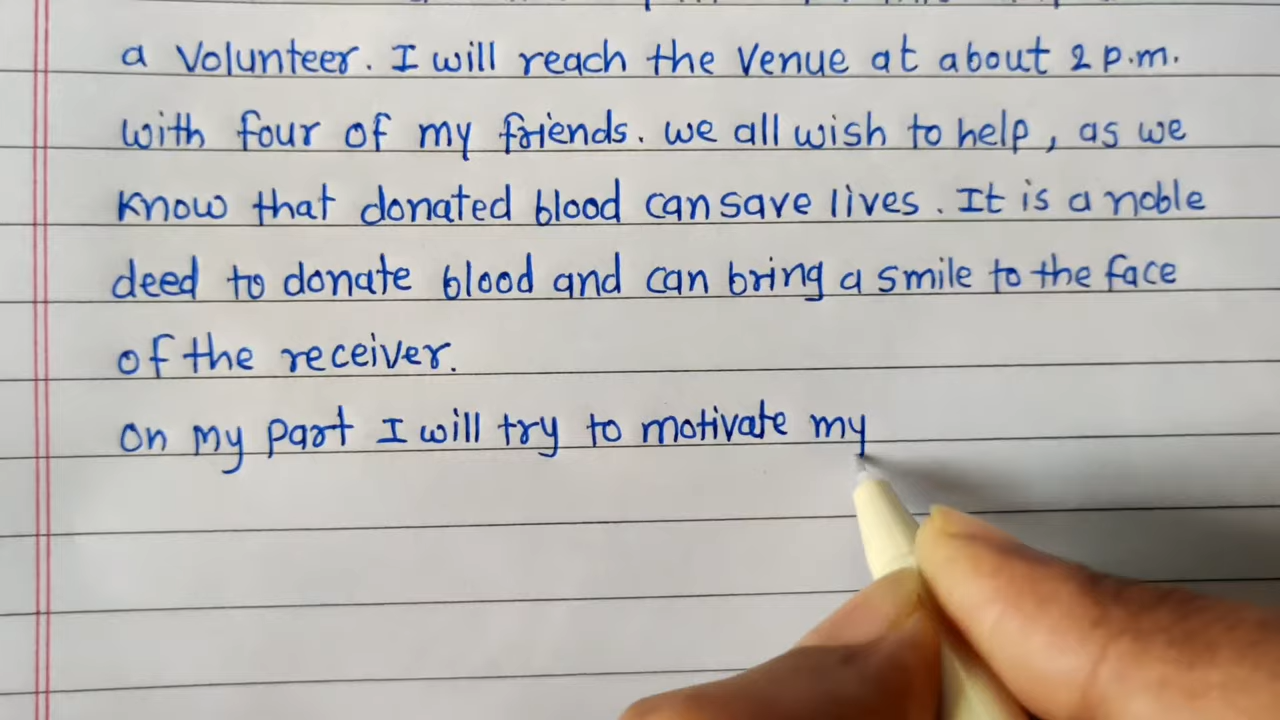 a Volunteer. I will reach the Venue at about 2 p.m.
with four of my friends. we all wish to help, as we
know that donated blood can save lives. It is a noble
deed to donate blood and can bring a smile to the face
of the receiver.
on my part I will try to motivate my